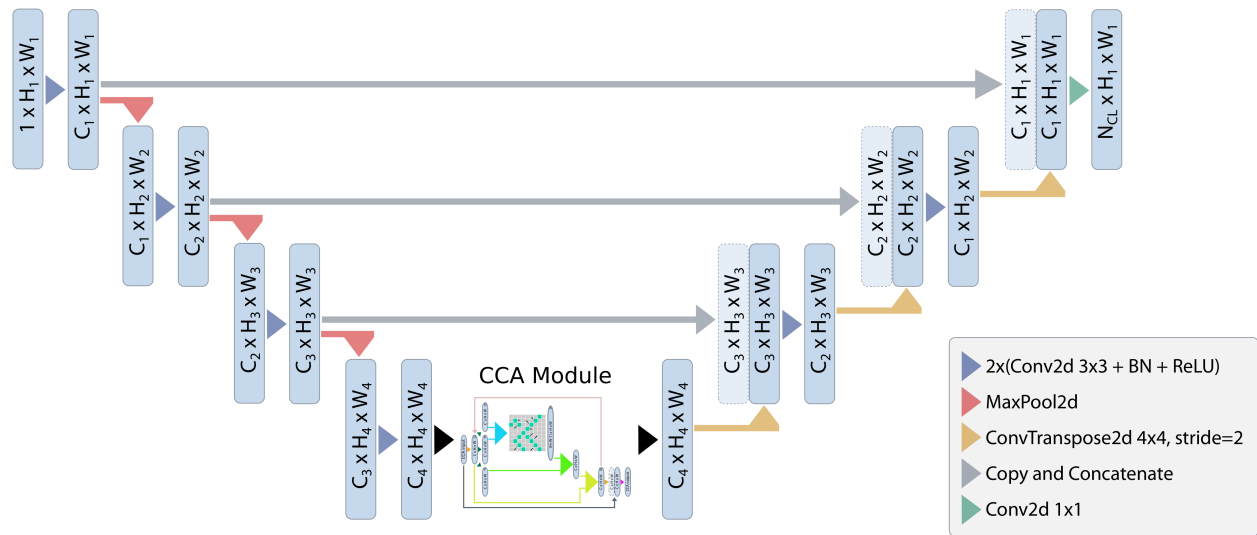 1 x H₁ x W₁
C₁ x H₁ x W₁
C₁ x H₂ x W₂
C₂ x H₂ x W₂
C₂ x H₃ x W₃
C₃ x H₃ x W₃
C₃ x H₄ x W₄
C₄ x H₄ x W₄
CCA Module
C₄ x H₄ x W₄
C₃ x H₃ x W₃
C₃ x H₃ x W₃
C₂ x H₃ x W₃
C₂ x H₂ x W₂
C₂ x H₂ x W₂
C₁ x H₂ x W₂
C₁ x H₁ x W₁
C₁ x H₁ x W₁
N_CL x H₁ x W₁
2x(Conv2d 3x3 + BN + ReLU)
MaxPool2d
ConvTranspose2d 4x4, stride=2
Copy and Concatenate
Conv2d 1x1